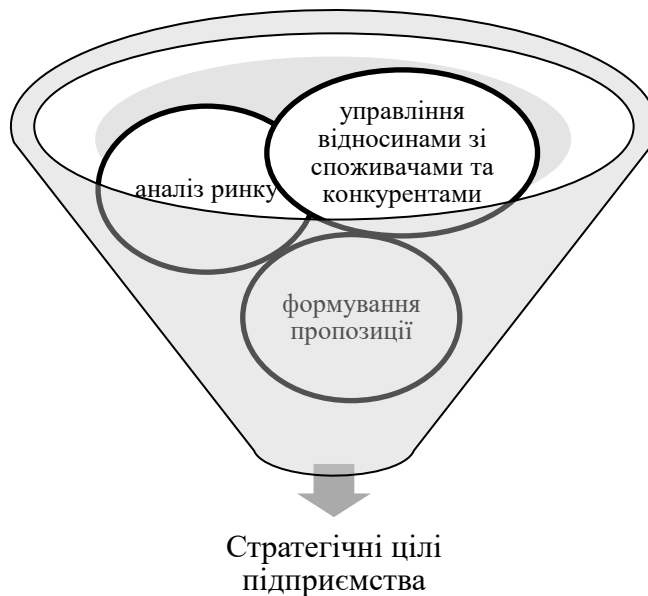 управління
відносинами зі
споживачами та
конкурентами
аналіз ринку
формування
пропозиції
Стратегічні цілі
підприємства